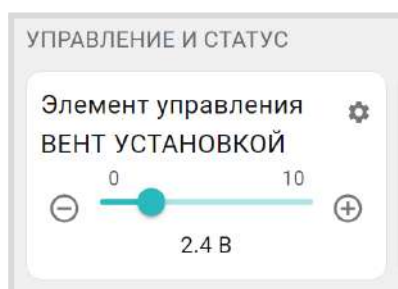 УПРАВЛЕНИЕ И СТАТУС
Элемент управления
ВЕНТ УСТАНОВКОЙ
0 10
2.4 В